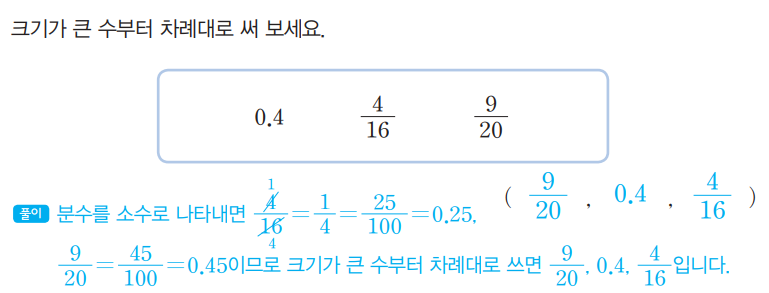 크기가 큰 수부터 차례대로 써 보세요.
0.4 4/16 9/20
( 9/20 , 0.4 , 4/16 )
풀이 분수를 소수로 나타내면 4/16=1/4=25/100=0.25, 1 4
9/20=45/100=0.45이므로 크기가 큰 수부터 차례대로 쓰면 9/20, 0.4, 4/16입니다.